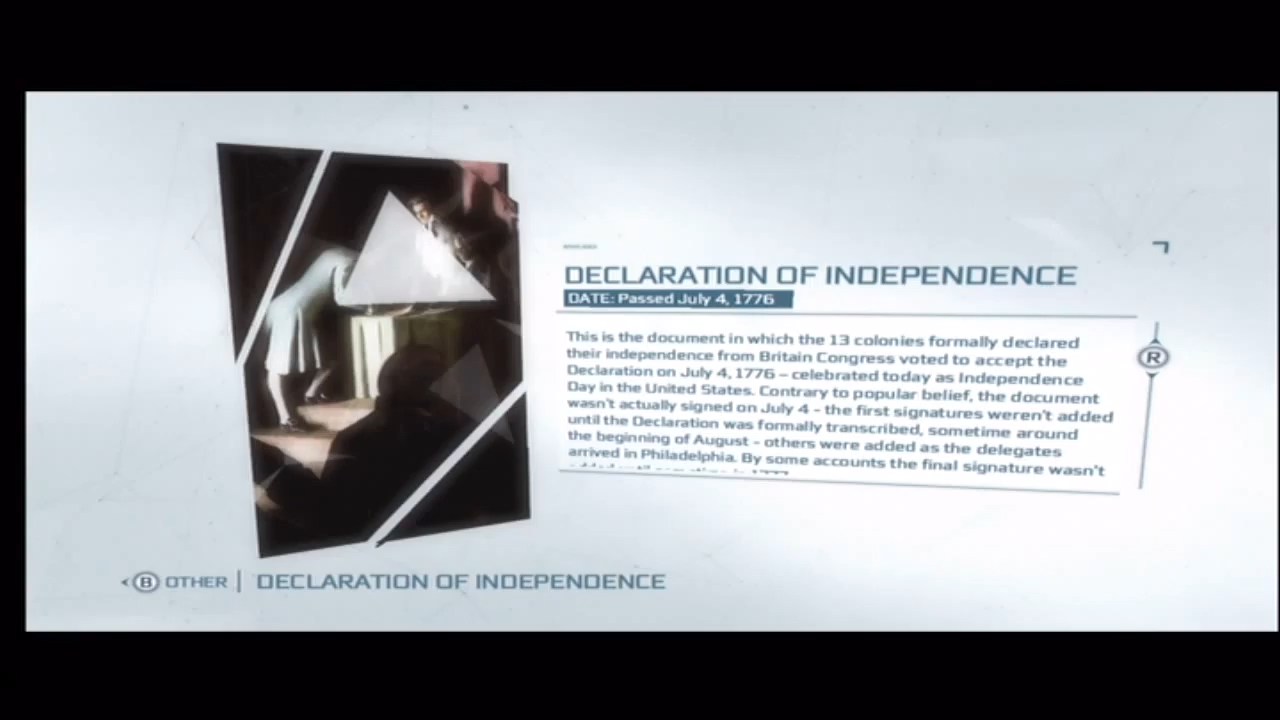 DECLARATION OF INDEPENDENCE
DATE: Passed July 4, 1776
This is the document in which the 13 colonies formally declared
their independence from Britain Congress voted to accept the
Declaration on July 4, 1776 – celebrated today as Independence
Day in the United States. Contrary to popular belief, the document
wasn't actually signed on July 4 - the first signatures weren't added
until the Declaration was formally transcribed, sometime around
the beginning of August - others were added as the delegates
arrived in Philadelphia. By some accounts the final signature wasn't
R
B OTHER | DECLARATION OF INDEPENDENCE